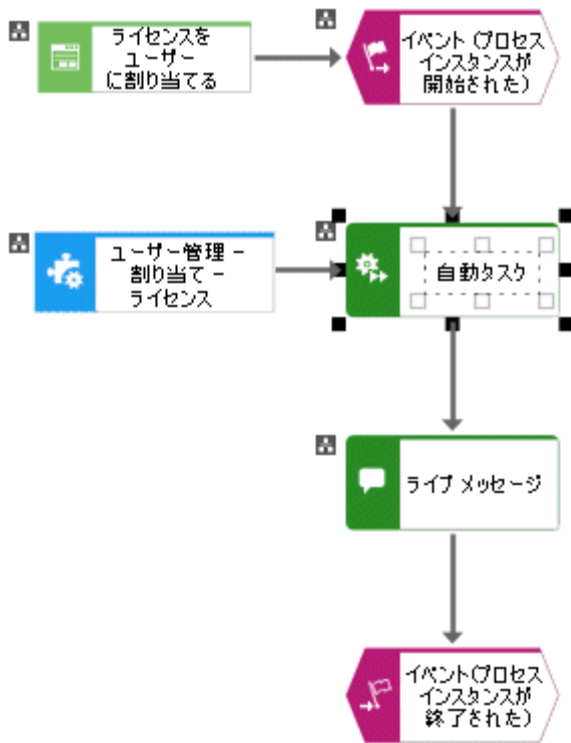 ライセンスを
ユーザー
に割り当てる
イベント (プロセス
インスタンスが
開始された)
ユーザー管理 -
割り当て -
ライセンス
自動タスク
ライブ メッセージ
イベント(プロセス
インスタンスが
終了された)